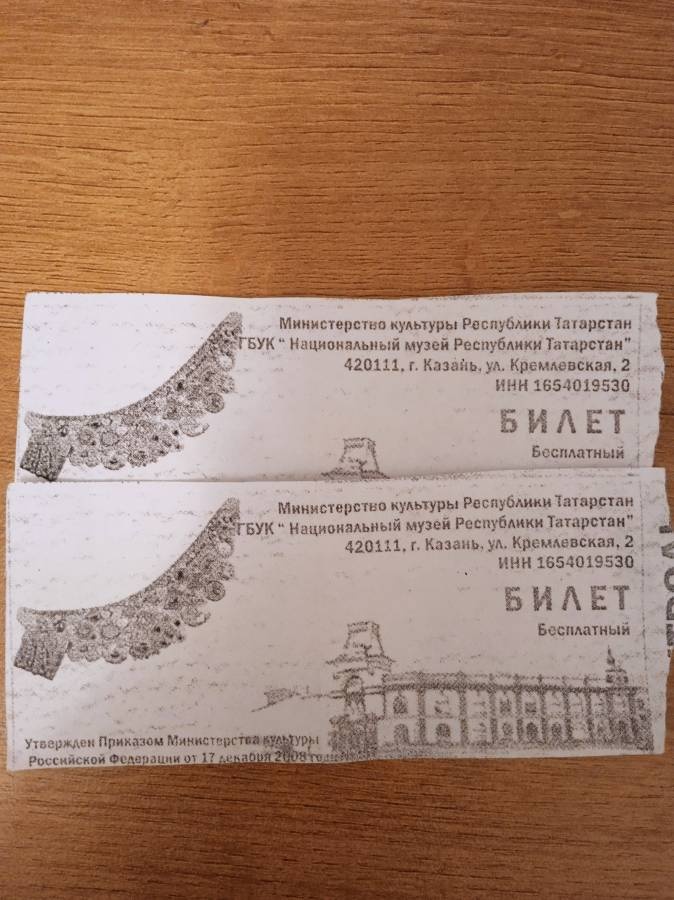 Министерство культуры Республики Татарстан
ГБУК " Национальный музей Республики Татарстан"
420111, г. Казань, ул. Кремлевская, 2
ИНН 1654019530
БИЛЕТ
Бесплатный
Министерство культуры Республики Татарстан
ГБУК " Национальный музей Республики Татарстан"
420111, г. Казань, ул. Кремлевская, 2
ИНН 1654019530
БИЛЕТ
Бесплатный
Утвержден Приказом Министерства культуры
Российской Федерации от 17 декабря 2008 года